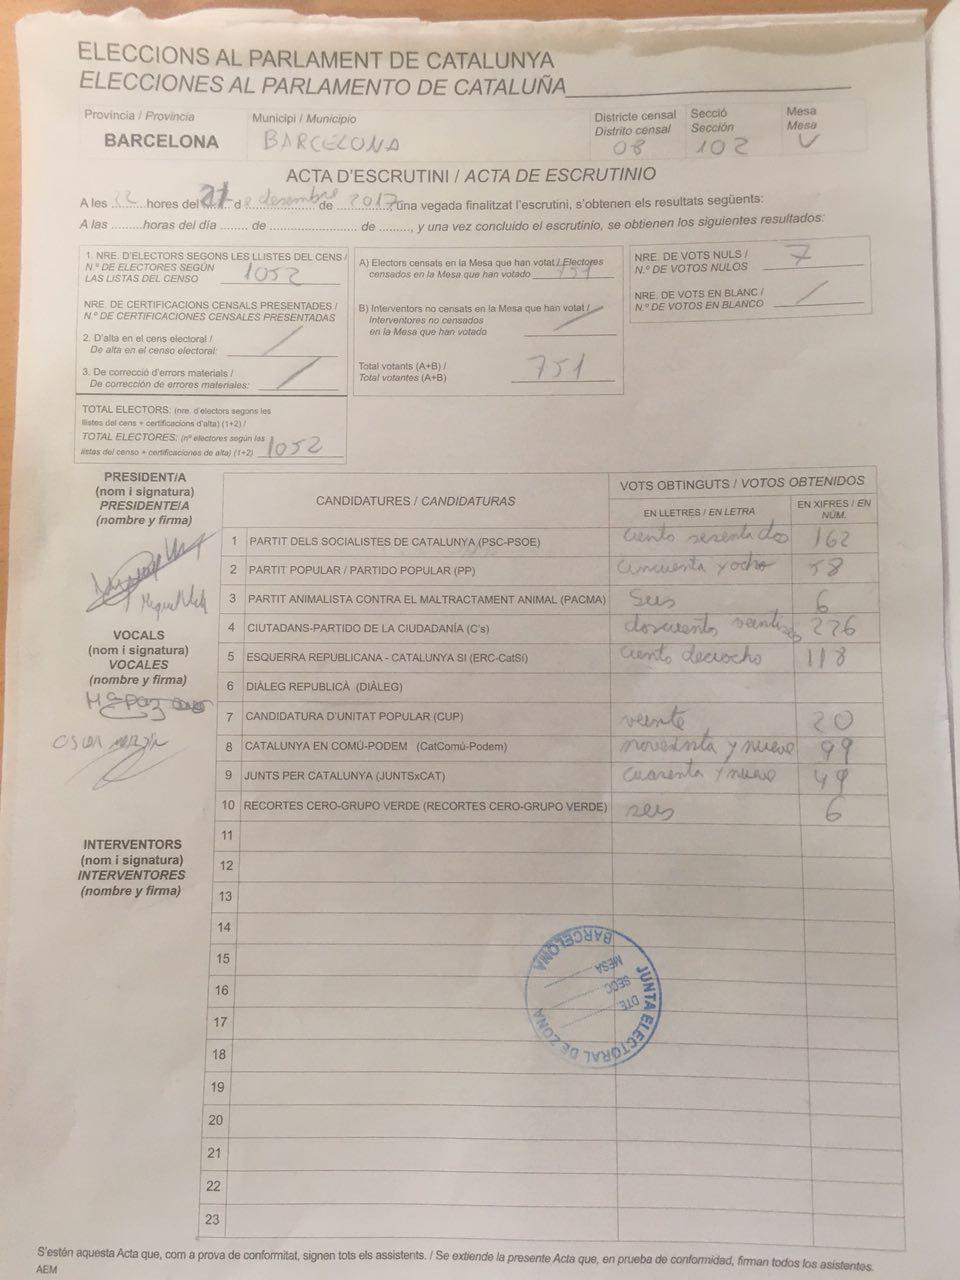 ELECCIONS AL PARLAMENT DE CATALUNYA
ELECCIONES AL PARLAMENTO DE CATALUÑA
Provincia / Provincia
BARCELONA
Municipi / Municipio
BARCELONA
Districte censal
Distrito censal
08
Secció
Sección
102
Mesa
Mesa
U
ACTA D'ESCRUTINI / ACTA DE ESCRUTINIO
A les 22 hores del 21 de desembre de 2017, una vegada finalitzat l'escrutini, s'obtenen els resultats següents:
A las ......... horas del día ........ de .................... de ........, y una vez concluido el escrutinio, se obtienen los siguientes resultados:
1. NRE. D'ELECTORS SEGONS LES LLISTES DEL CENS /
N.º DE ELECTORES SEGÚN
LAS LISTAS DEL CENSO 1052
NRE. DE CERTIFICACIONS CENSALS PRESENTADES /
N.º DE CERTIFICACIONES CENSALES PRESENTADAS
2. D'alta en el cens electoral /
De alta en el censo electoral: /
3. De correcció d'errors materials /
De corrección de errores materiales: /
TOTAL ELECTORS: (nre. d'electors segons les
llistes del cens + certificacions d'alta) (1+2) /
TOTAL ELECTORES: (nº electores según las
listas del censo + certificaciones de alta) (1+2) 1052
A) Electors censats en la Mesa que han votat / Electores
censados en la Mesa que han votado 751
B) Interventors no censats en la Mesa que han votat /
Interventores no censados
en la Mesa que han votado /
Total votants (A+B) /
Total votantes (A+B) 751
NRE. DE VOTS NULS /
N.º DE VOTOS NULOS 7
NRE. DE VOTS EN BLANC /
N.º DE VOTOS EN BLANCO /
PRESIDENT/A
(nom i signatura)
PRESIDENTE/A
(nombre y firma)
VOCALS
(nom i signatura)
VOCALES
(nombre y firma)
Mª Paz
OSCAR
INTERVENTORS
(nom i signatura)
INTERVENTORES
(nombre y firma)
CANDIDATURES / CANDIDATURAS
VOTS OBTINGUTS / VOTOS OBTENIDOS
EN LLETRES / EN LETRA
EN XIFRES / EN NÚM.
1 PARTIT DELS SOCIALISTES DE CATALUNYA (PSC-PSOE) ciento sesenta dos 162
2 PARTIT POPULAR / PARTIDO POPULAR (PP) cincuenta y ocho 58
3 PARTIT ANIMALISTA CONTRA EL MALTRACTAMENT ANIMAL (PACMA) Seis 6
4 CIUTADANS-PARTIDO DE LA CIUDADANÍA (C's) doscientos 226
5 ESQUERRA REPUBLICANA - CATALUNYA SI (ERC-CatSí) ciento deciocho 118
6 DIÀLEG REPUBLICÀ (DIÀLEG)
7 CANDIDATURA D'UNITAT POPULAR (CUP) veinte 20
8 CATALUNYA EN COMÚ-PODEM (CatComú-Podem) noventa y nueve 99
9 JUNTS PER CATALUNYA (JUNTSxCAT) cuarenta y nueve 49
10 RECORTES CERO-GRUPO VERDE (RECORTES CERO-GRUPO VERDE) seis 6
11
12
13
14
15
16
17
18
19
20
21
22
23
JUNTA ELECTORAL DE ZONA
BARCELONA
DTE.
SECC.
MESA
S'estén aquesta Acta que, com a prova de conformitat, signen tots els assistents. / Se extiende la presente Acta que, en prueba de conformidad, firman todos los asistentes.
AEM